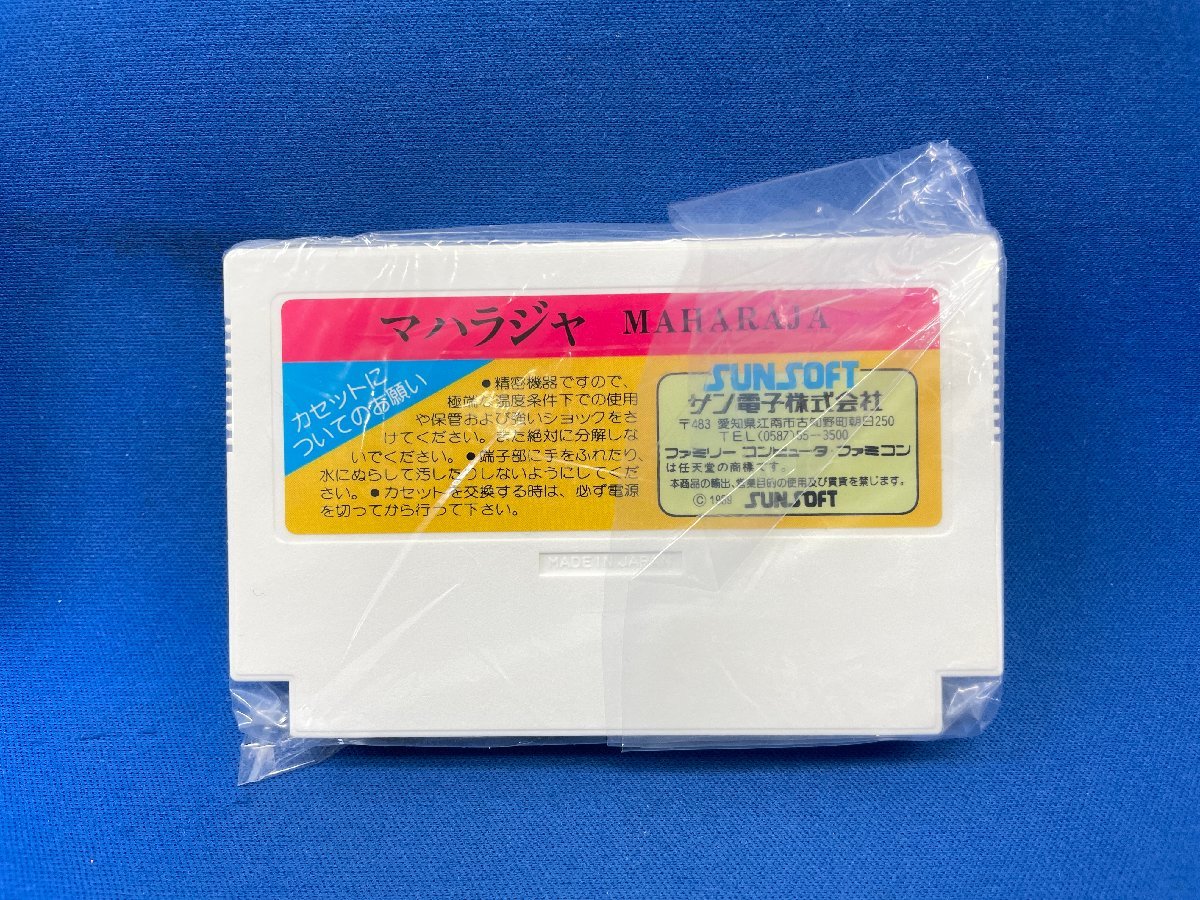 マハラジャ MAHARAJA
カセットに
ついてのお願い
●精密機器ですので、
極端な温度条件下での使用
や保管および強いショックをさ
けてください。また絶対に分解しな
いでください。●端子部に手をふれたり、
水にぬらして汚したりしないようにしてくだ
さい。●カセットを交換する時は、必ず電源
を切ってから行って下さい。
SUNSOFT
サン電子株式会社
〒483 愛知県江南市古知野町朝日250
TEL(0587)55-3500
ファミリーコンピュータ・ファミコン
は任天堂の商標です。
本商品の輸出、営業目的の使用及び賃貸を禁じます。
© 1989 SUNSOFT
MADE IN JAPAN